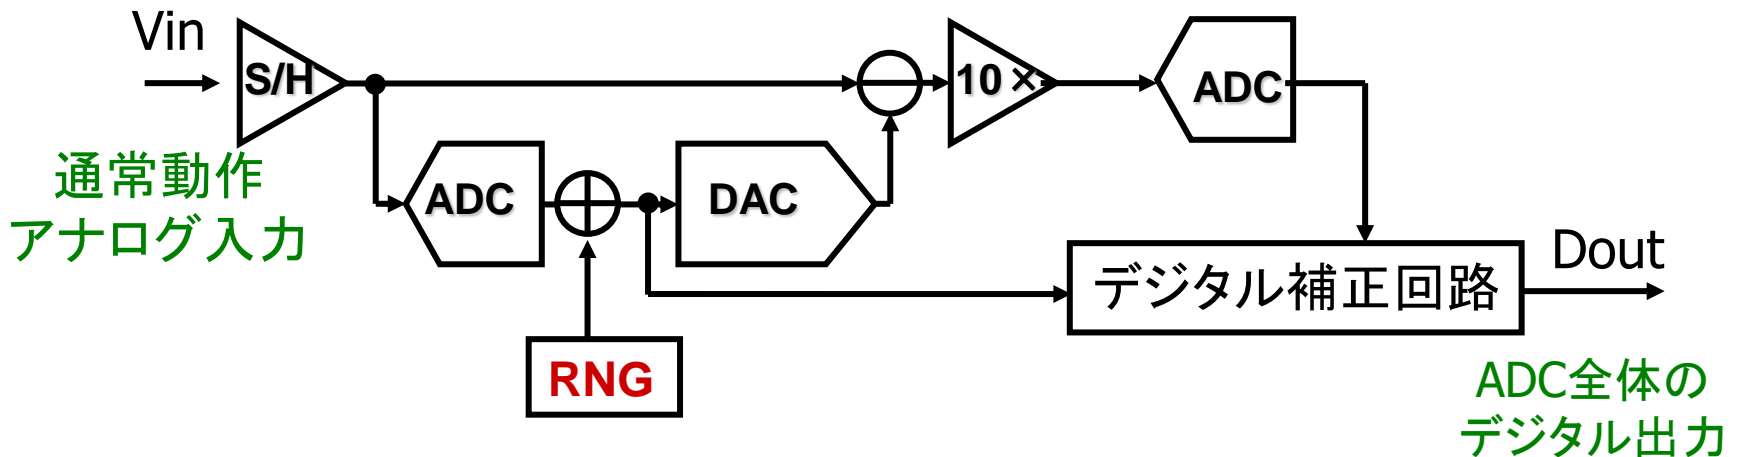 Vin
S/H
10 ×
ADC
通常動作
アナログ入力
ADC
DAC
Dout
デジタル補正回路
RNG
ADC全体の
デジタル出力